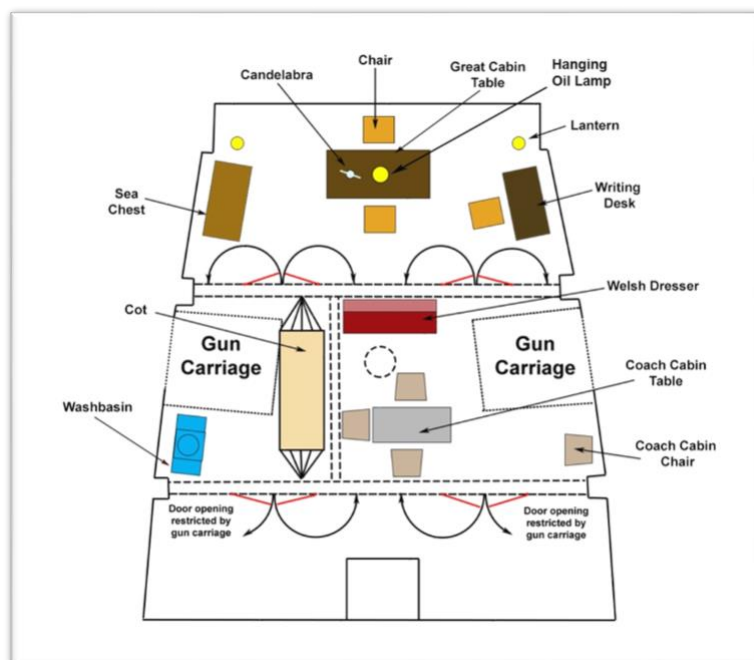 Chair
Hanging
Oil Lamp
Great Cabin
Table
Candelabra
Lantern
Sea
Chest
Writing
Desk
Welsh Dresser
Cot
Gun
Carriage
Gun
Carriage
Coach Cabin
Table
Washbasin
Coach Cabin
Chair
Door opening
restricted by
gun carriage
Door opening
restricted by
gun carriage